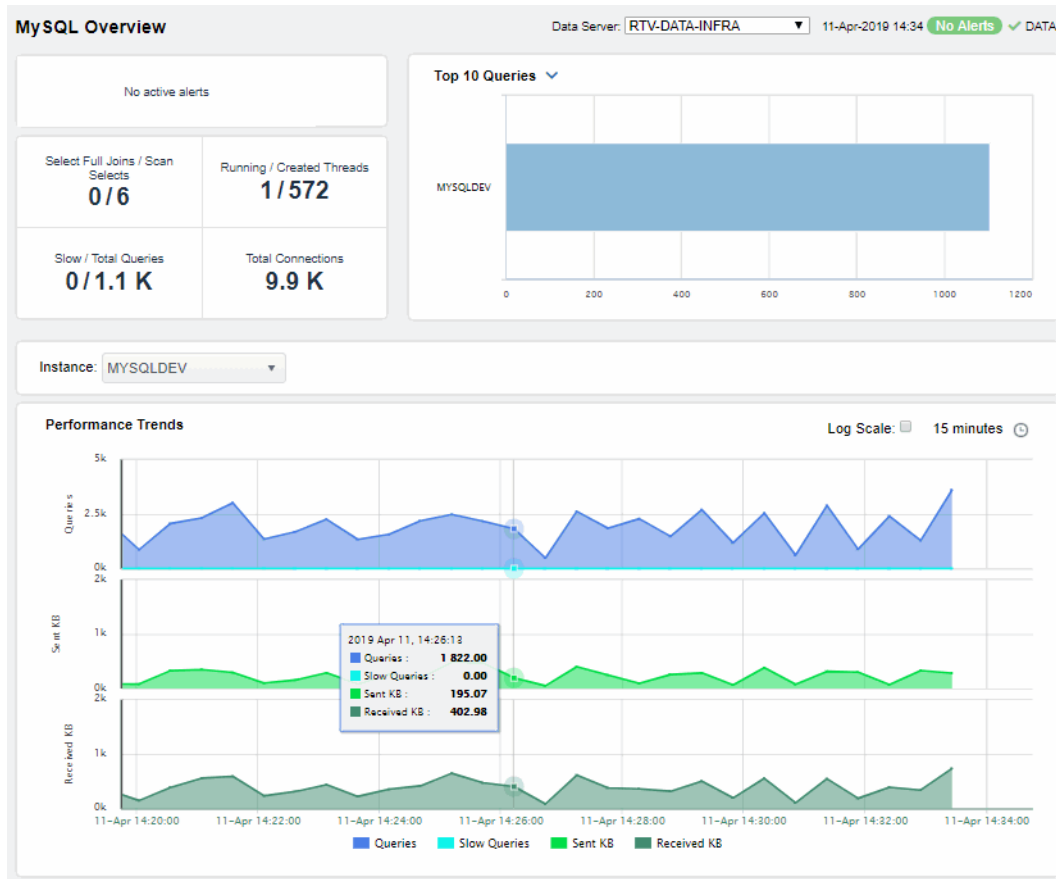 MySQL Overview
Data Server: RTV-DATA-INFRA 11-Apr-2019 14:34 No Alerts DATA
No active alerts
Top 10 Queries
MYSQLDEV
0 200 400 600 800 1000 1200
Select Full Joins / Scan
Selects
0 / 6
Running / Created Threads
1 / 572
Slow / Total Queries
0 / 1.1 K
Total Connections
9.9 K
Instance: MYSQLDEV
Performance Trends
Log Scale: 15 minutes
5k
Queries
2.5k
0k
2k
Sent KB
1k
0k
2k
Received KB
1k
0k
2019 Apr 11, 14:26:13
Queries : 1 822.00
Slow Queries : 0.00
Sent KB : 195.07
Received KB : 402.98
11-Apr 14:20:00 11-Apr 14:22:00 11-Apr 14:24:00 11-Apr 14:26:00 11-Apr 14:28:00 11-Apr 14:30:00 11-Apr 14:32:00 11-Apr 14:34:00
Queries Slow Queries Sent KB Received KB